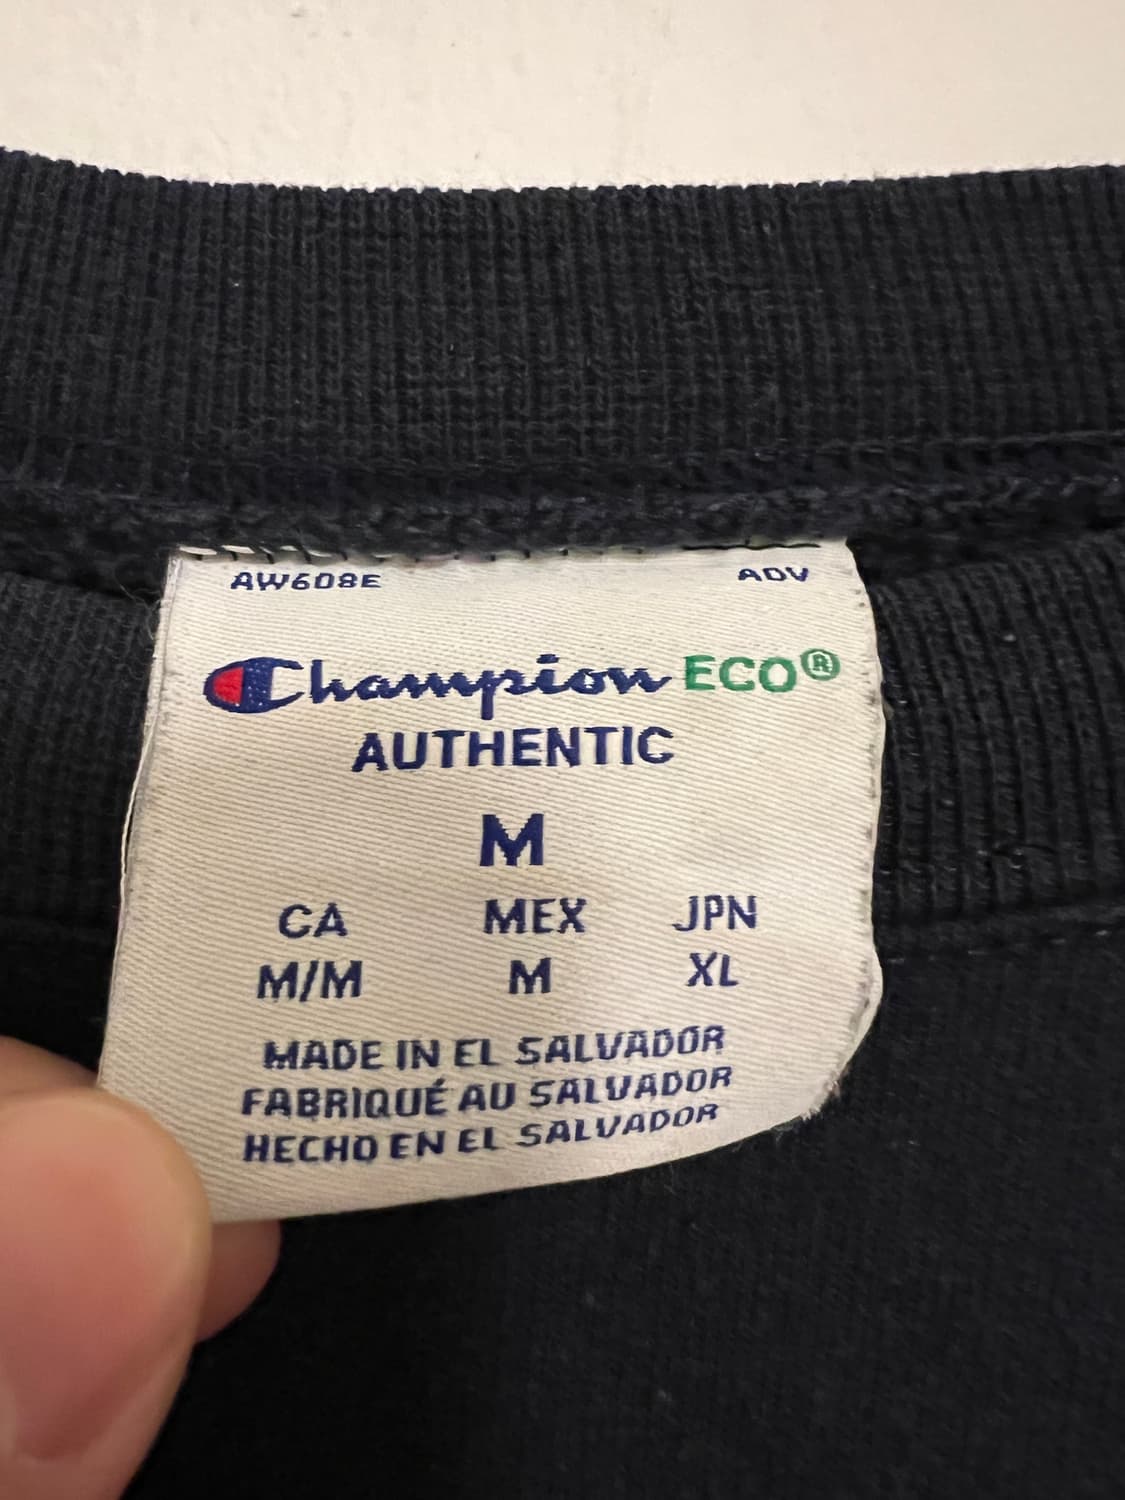 AW608E ADV
Champion ECO®
AUTHENTIC
M
CA MEX JPN
M/M M XL
MADE IN EL SALVADOR
FABRIQUÉ AU SALVADOR
HECHO EN EL SALVADOR